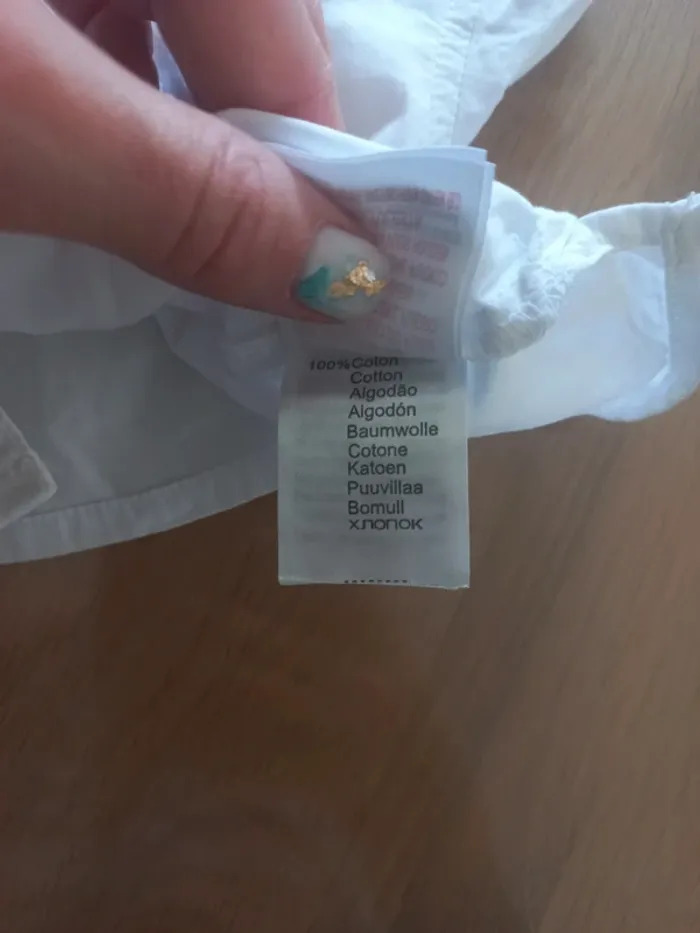 100% Coton
Cotton
Algodão
Algodón
Baumwolle
Cotone
Katoen
Puuvillaa
Bomull
хлопок